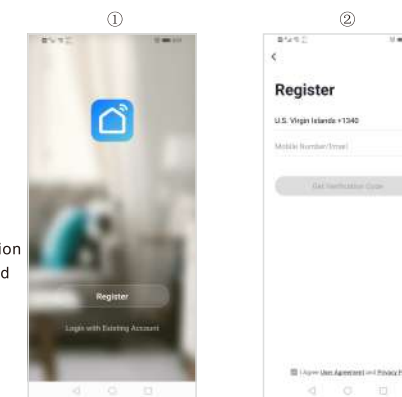 ①
②
Register
U.S. Virgin Islands +1340
Mobile Number/Email
Get Verification Code
ion
d
Register
Login with Existing Account
I Agree User Agreement and Privacy P